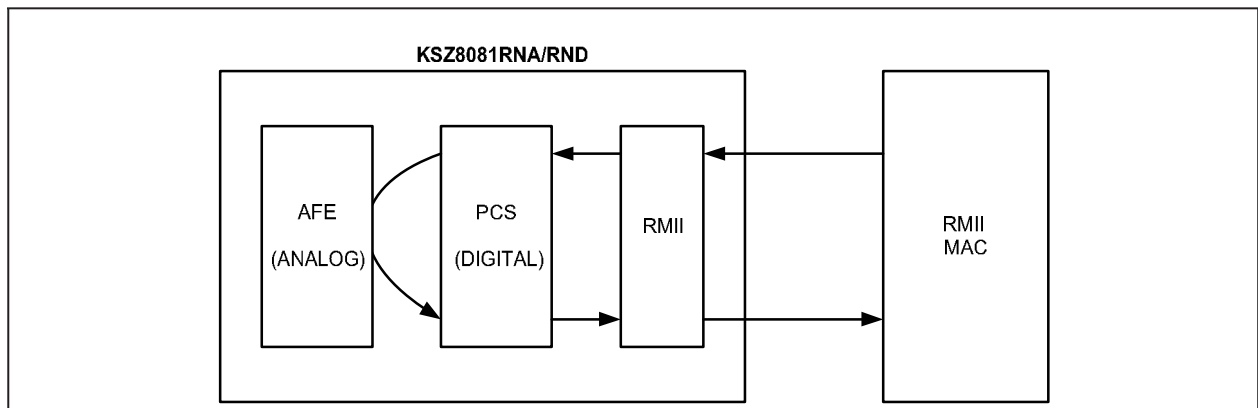 KSZ8081RNA/RND
AFE
(ANALOG)
PCS
(DIGITAL)
RMII
RMII
MAC